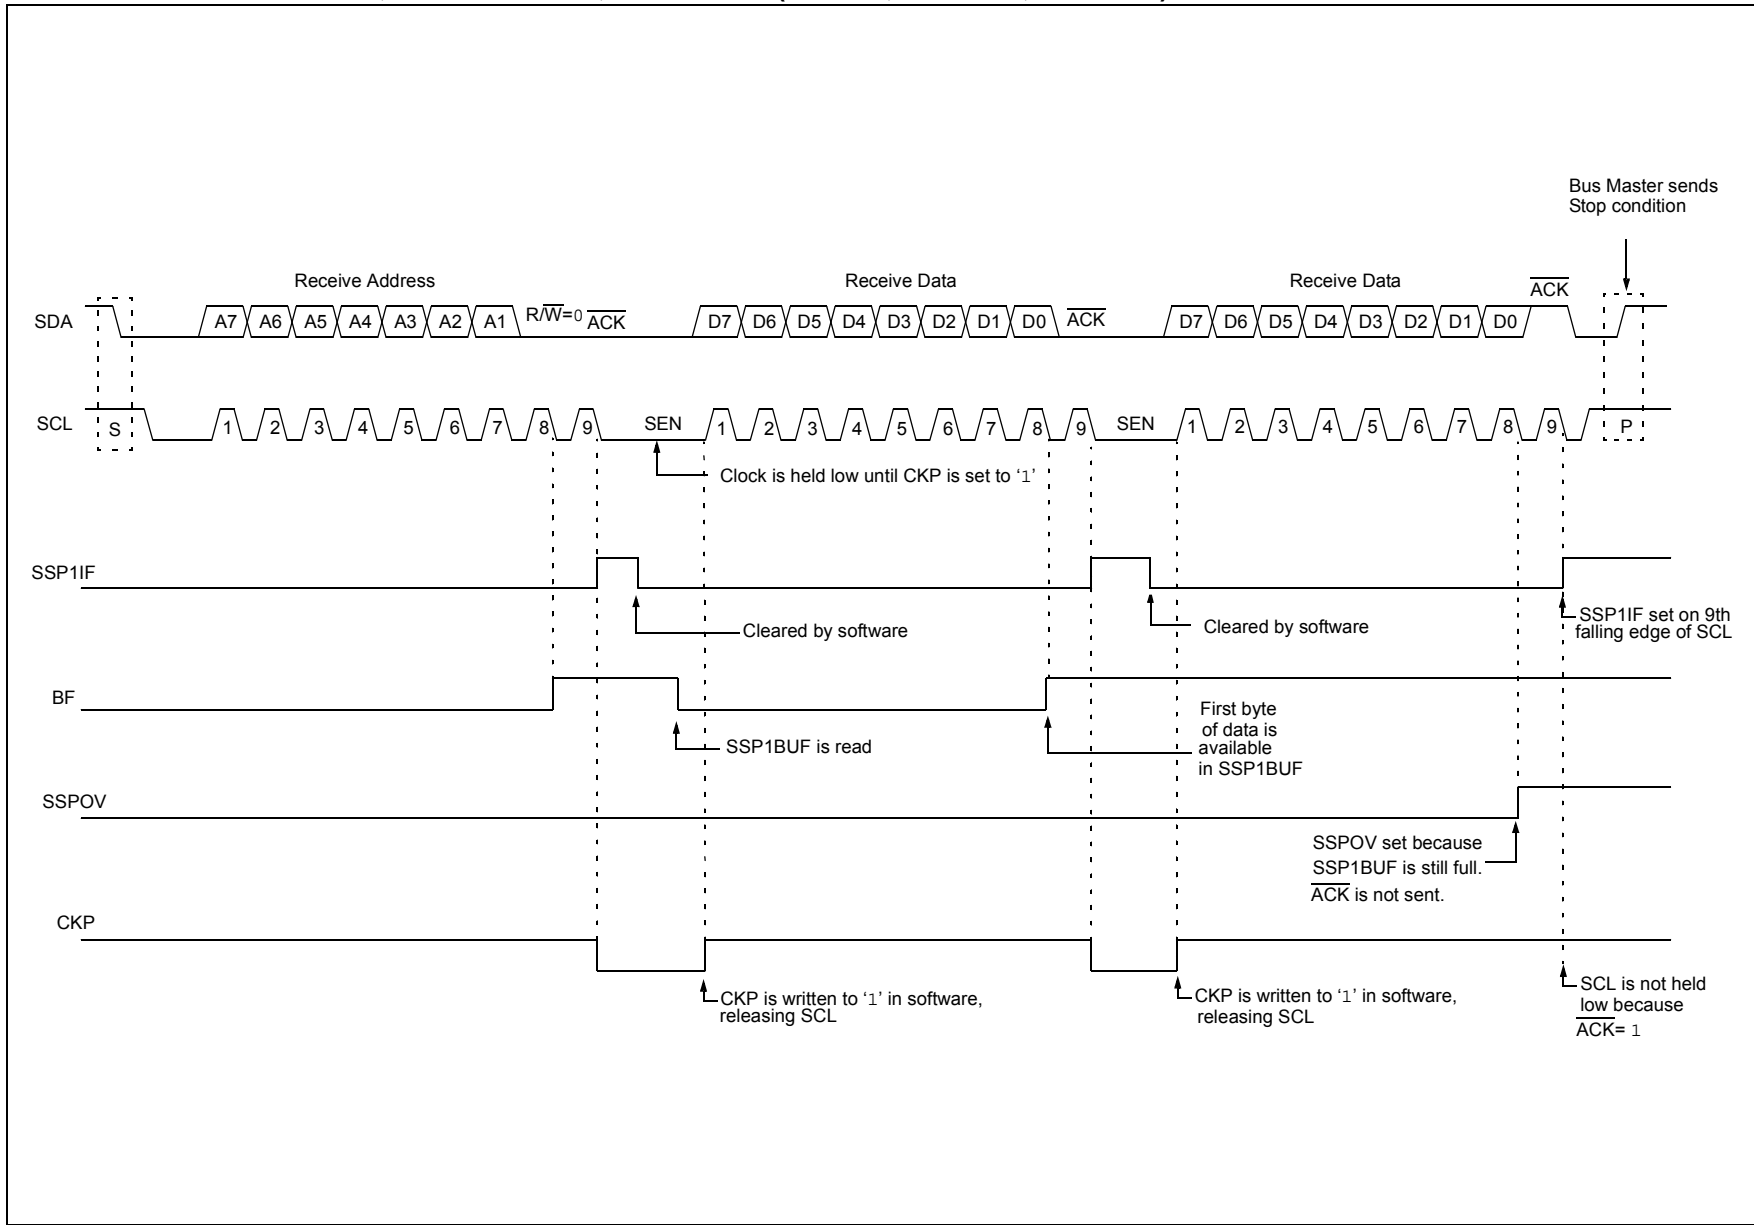 Bus Master sends
Stop condition
Receive Address
Receive Data
Receive Data
ACK
SDA
A7 A6 A5 A4 A3 A2 A1 R/W=0 ACK
D7 D6 D5 D4 D3 D2 D1 D0 ACK
D7 D6 D5 D4 D3 D2 D1 D0
SCL
S 1 2 3 4 5 6 7 8 9 SEN 1 2 3 4 5 6 7 8 9 SEN 1 2 3 4 5 6 7 8 9 P
Clock is held low until CKP is set to ‘1’
SSP1IF
Cleared by software
Cleared by software
SSP1IF set on 9th
falling edge of SCL
BF
SSP1BUF is read
First byte
of data is
available
in SSP1BUF
SSPOV
SSPOV set because
SSP1BUF is still full.
ACK is not sent.
CKP
CKP is written to ‘1’ in software,
releasing SCL
CKP is written to ‘1’ in software,
releasing SCL
SCL is not held
low because
ACK= 1